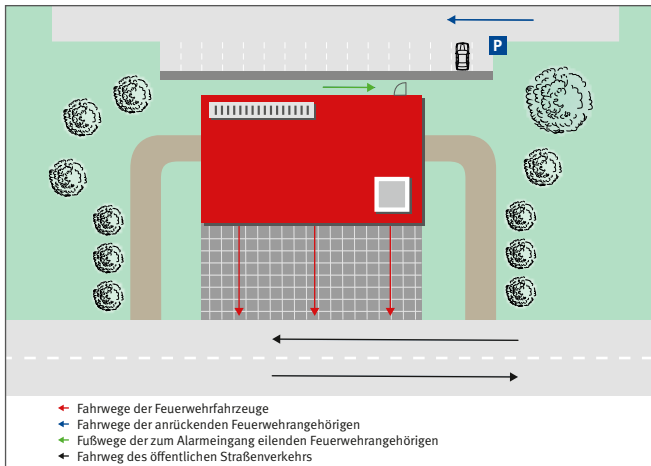 P
Fahrwege der Feuerwehrfahrzeuge
Fahrwege der anrückenden Feuerwehrangehörigen
Fußwege der zum Alarmeingang eilenden Feuerwehrangehörigen
Fahrweg des öffentlichen Straßenverkehrs